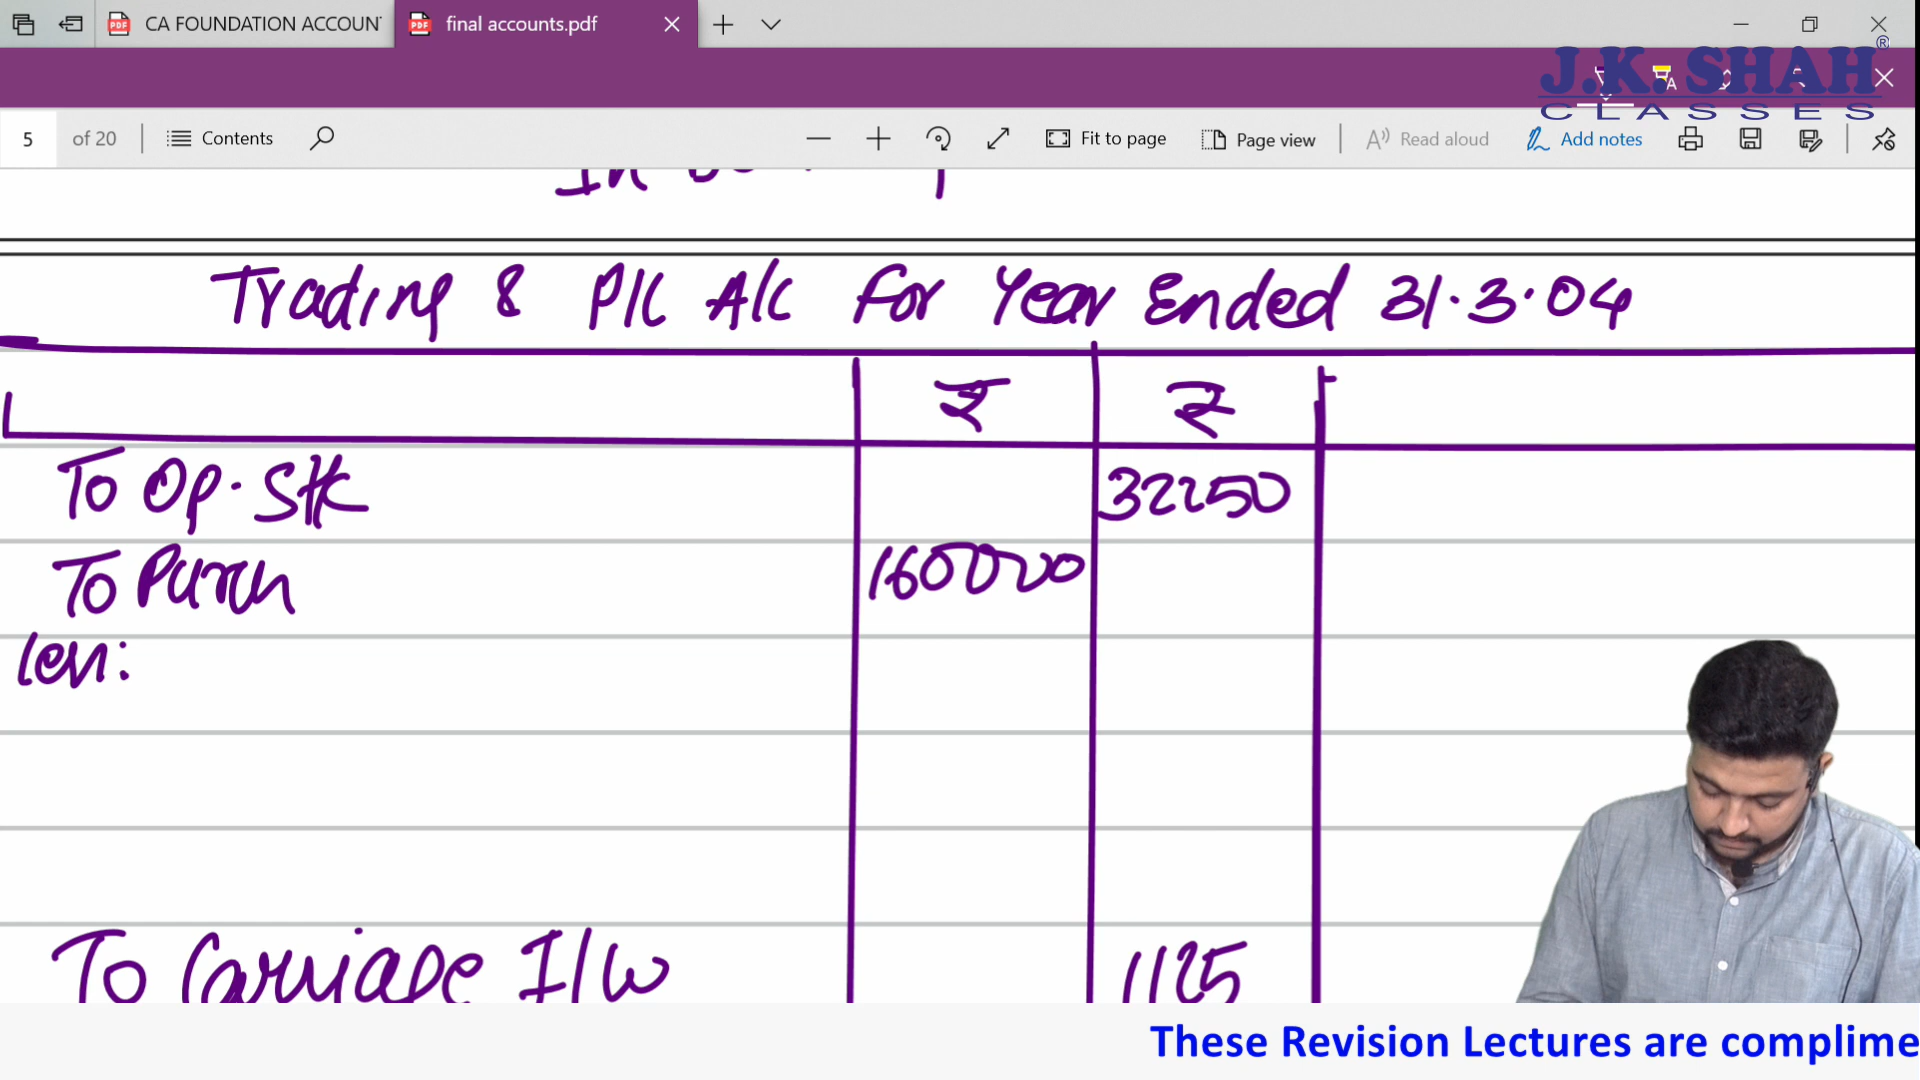 CA FOUNDATION ACCOUN
final accounts.pdf
J.K. SHAH®
CLASSES
5 of 20
Contents
Fit to page
Page view
Read aloud
Add notes
Trading & P/L A/C For Year Ended 31.3.04
₹ ₹
To Op. Stk 32250
To Purch 160000
Less:
To Carriage I/w 1125
These Revision Lectures are complime